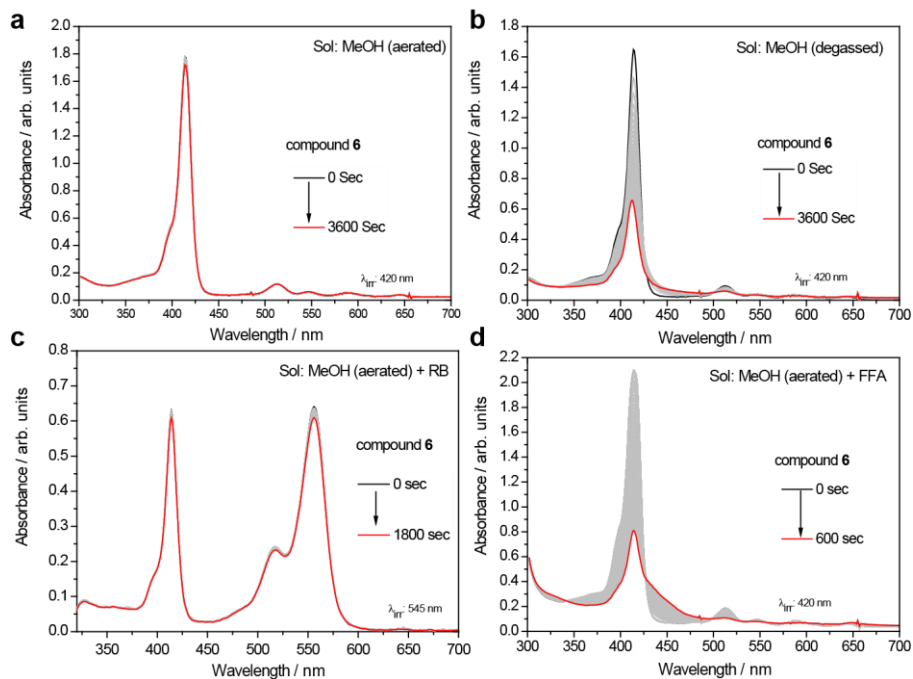 a
Sol: MeOH (aerated)
compound 6
0 Sec
3600 Sec
λirr: 420 nm
Absorbance / arb. units
2.0
1.8
1.6
1.4
1.2
1.0
0.8
0.6
0.4
0.2
0.0
300 350 400 450 500 550 600 650 700
Wavelength / nm
b
Sol: MeOH (degassed)
compound 6
0 Sec
3600 Sec
λirr: 420 nm
Absorbance / arb. units
1.8
1.6
1.4
1.2
1.0
0.8
0.6
0.4
0.2
0.0
300 350 400 450 500 550 600 650 700
Wavelength / nm
c
Sol: MeOH (aerated) + RB
compound 6
0 sec
1800 sec
λirr: 545 nm
Absorbance / arb. units
0.8
0.7
0.6
0.5
0.4
0.3
0.2
0.1
0.0
350 400 450 500 550 600 650 700
Wavelength / nm
d
Sol: MeOH (aerated) + FFA
compound 6
0 sec
600 sec
λirr: 420 nm
Absorbance / arb. units
2.2
2.0
1.8
1.6
1.4
1.2
1.0
0.8
0.6
0.4
0.2
0.0
300 350 400 450 500 550 600 650 700
Wavelength / nm